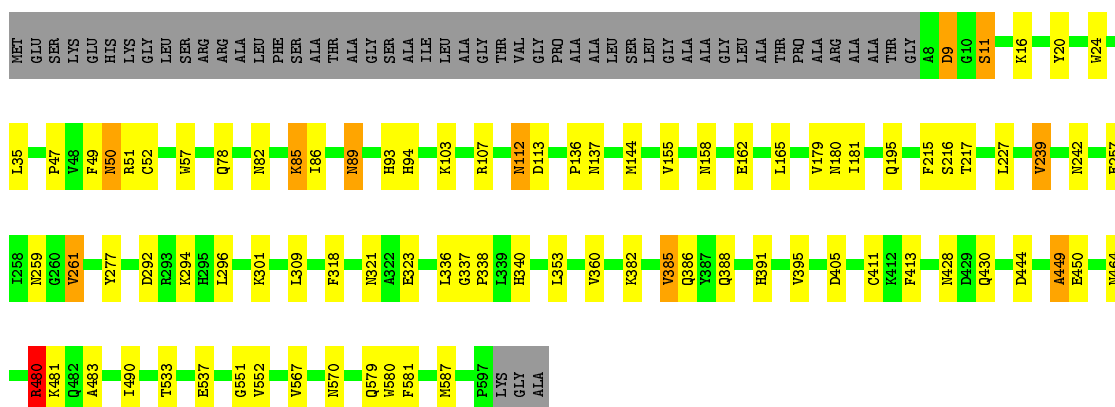 MET GLU SER LYS GLU HIS LYS GLY LEU SER ARG ARG ALA LEU PHE SER ALA THR ALA GLY SER ALA ILE LEU ALA GLY THR VAL GLY PRO ALA ALA LEU SER LEU GLY ALA ALA GLY LEU ALA THR PRO ALA ARG ALA ALA THR GLY A8 D9 G10 S11 K16 Y20 W24
L35 P47 V48 F49 N50 R51 C52 W57 Q78 N82 K85 I86 N89 H93 H94 K103 R107 N112 D113 P136 N137 M144 V155 N158 E162 L165 V179 N180 I181 Q195 F215 S216 T217 L227 V239 N242 E257
I258 N259 G260 V261 Y277 D292 R293 K294 H295 L296 K301 L309 F318 N321 A322 E323 L336 G337 P338 L339 H340 L353 V360 K382 V385 Q386 Y387 Q388 H391 V395 D405 C411 K412 F413 N428 D429 Q430 D444 A449 E450 N464
R480 K481 Q482 A483 I490 T533 E537 G551 V552 V567 N570 Q579 W580 F581 M587 P597 LYS GLY ALA